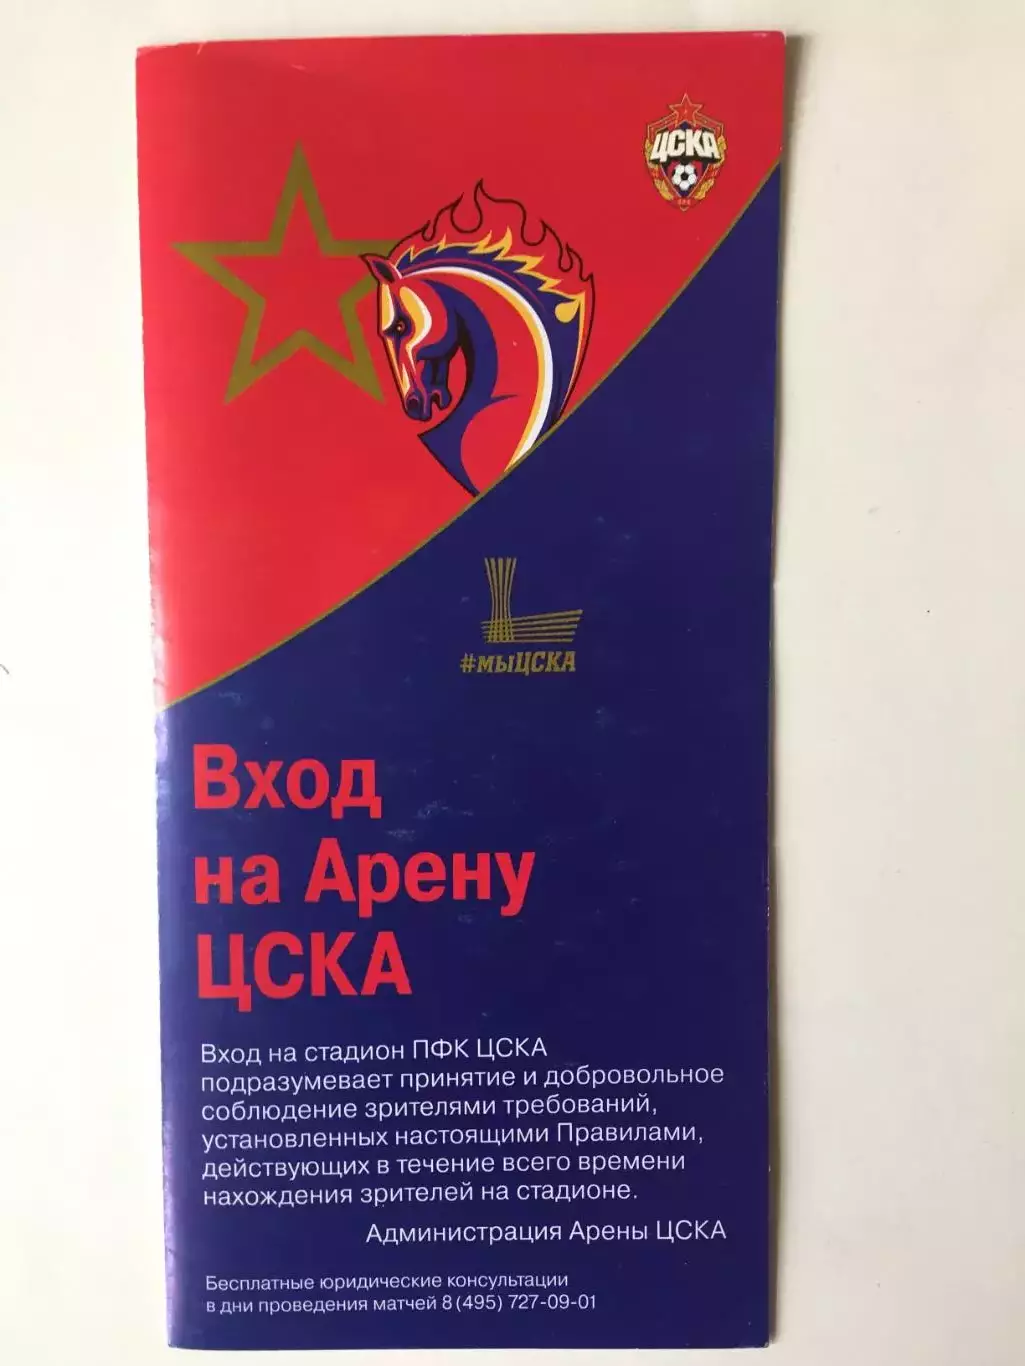 ЦСКА
#мыЦСКА
Вход
на Арену
ЦСКА
Вход на стадион ПФК ЦСКА
подразумевает принятие и добровольное
соблюдение зрителями требований,
установленных настоящими Правилами,
действующих в течение всего времени
нахождения зрителей на стадионе.
Администрация Арены ЦСКА
Бесплатные юридические консультации
в дни проведения матчей 8 (495) 727-09-01